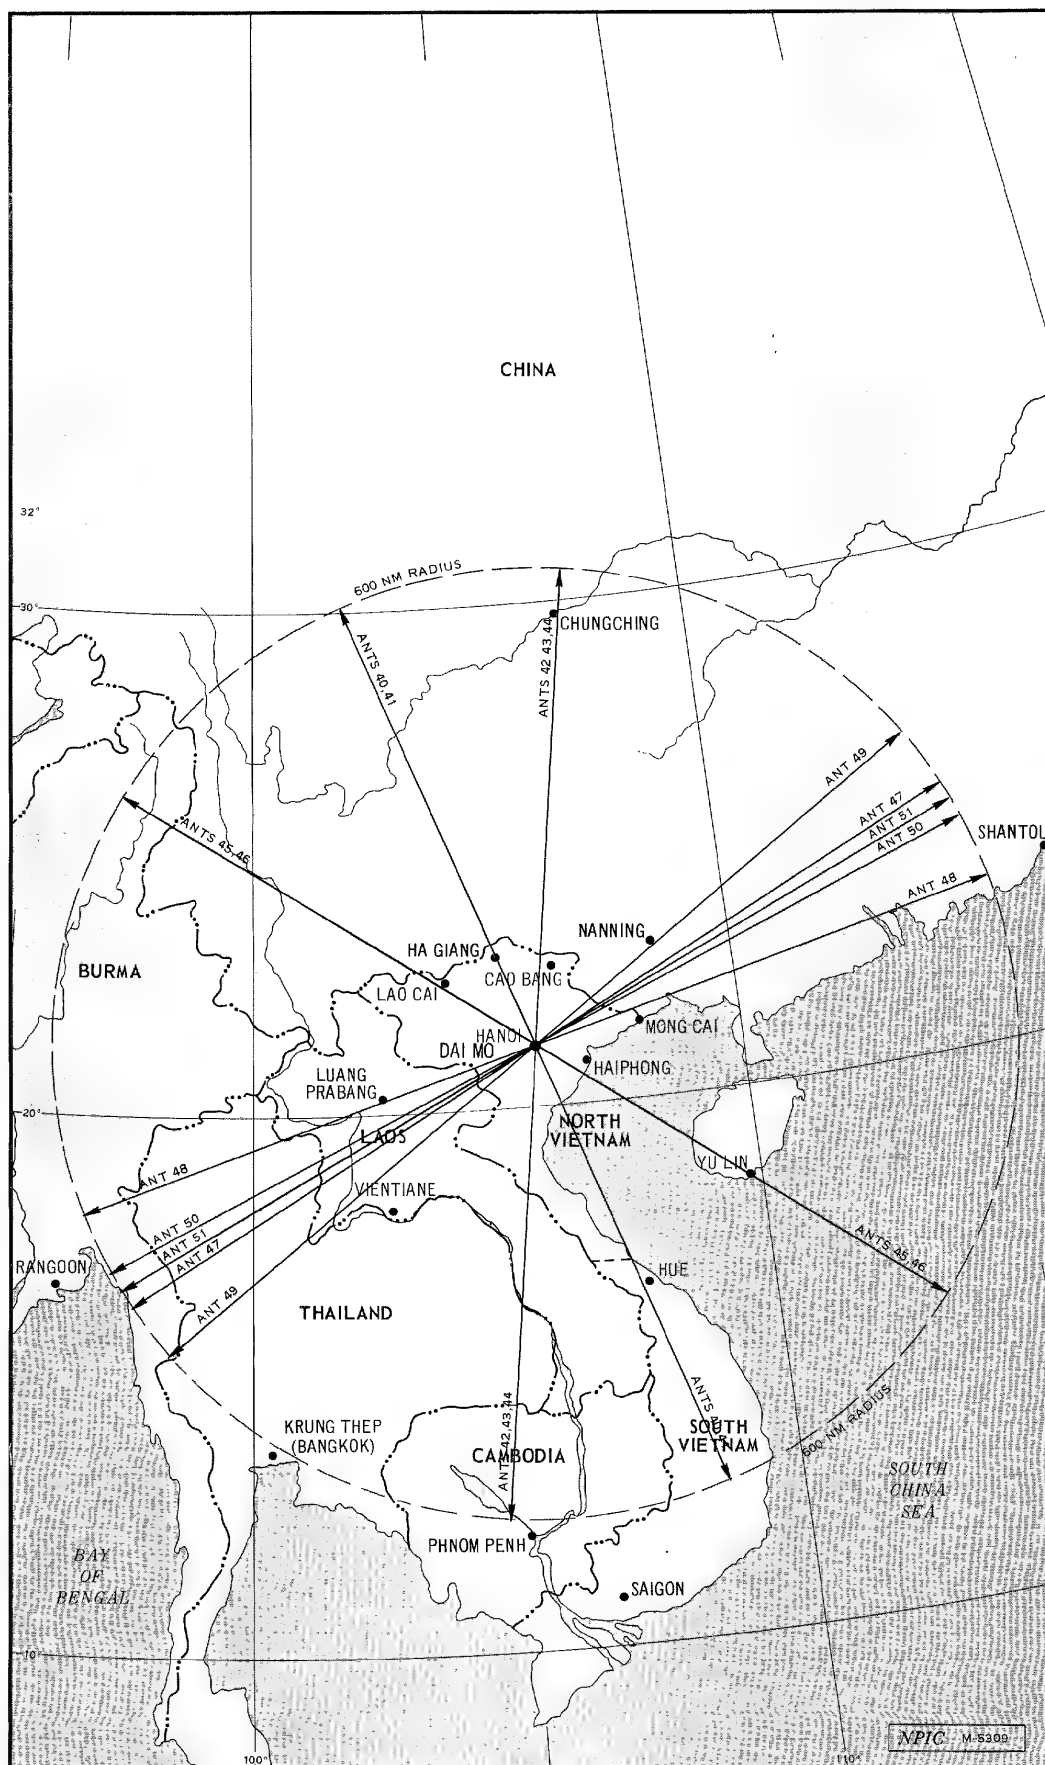 CHINA
32°
600 NM RADIUS
30°
CHUNGCHING
ANTS 40,41
ANTS 42,43,44
ANT 49
ANT 47
ANT 51
ANT 50
SHANTOU
ANT 48
ANTS 45,46
NANNING
HA GIANG
CAO BANG
BURMA
LAO CAI
MONG CAI
HANOI
DAI MO
HAIPHONG
LUANG
PRABANG
20°
NORTH
VIETNAM
LAOS
YU LIN
ANT 48
VIENTIANE
ANT 50
ANT 51
ANT 47
ANTS 45,46
RANGOON
HUE
ANT 49
THAILAND
ANTS
600 NM RADIUS
ANTS 42,43,44
KRUNG THEP
(BANGKOK)
SOUTH
VIETNAM
CAMBODIA
SOUTH
CHINA
SEA
PHNOM PENH
BAY
OF
BENGAL
SAIGON
10°
NPIC M-5309
100°
110°